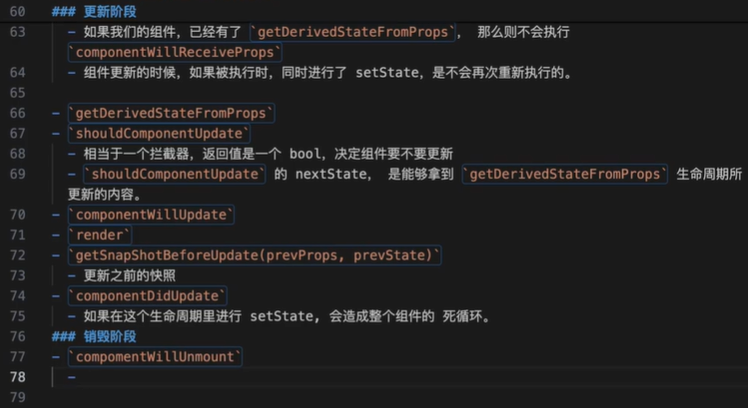 60 ### 更新阶段
63 - 如果我们的组件，已经有了 `getDerivedStateFromProps`， 那么则不会执行
`componentWillReceiveProps`
64 - 组件更新的时候，如果被执行时，同时进行了 setState，是不会再次重新执行的。
65
66 - `getDerivedStateFromProps`
67 - `shouldComponentUpdate`
68 - 相当于一个拦截器，返回值是一个 bool，决定组件要不要更新
69 - `shouldComponentUpdate` 的 nextState， 是能够拿到 `getDerivedStateFromProps` 生命周期所
更新的内容。
70 - `componentWillUpdate`
71 - `render`
72 - `getSnapShotBeforeUpdate(prevProps, prevState)`
73 - 更新之前的快照
74 - `componentDidUpdate`
75 - 如果在这个生命周期里进行 setState, 会造成整个组件的 死循环。
76 ### 销毁阶段
77 - `compomentWillUnmount`
78 -
79